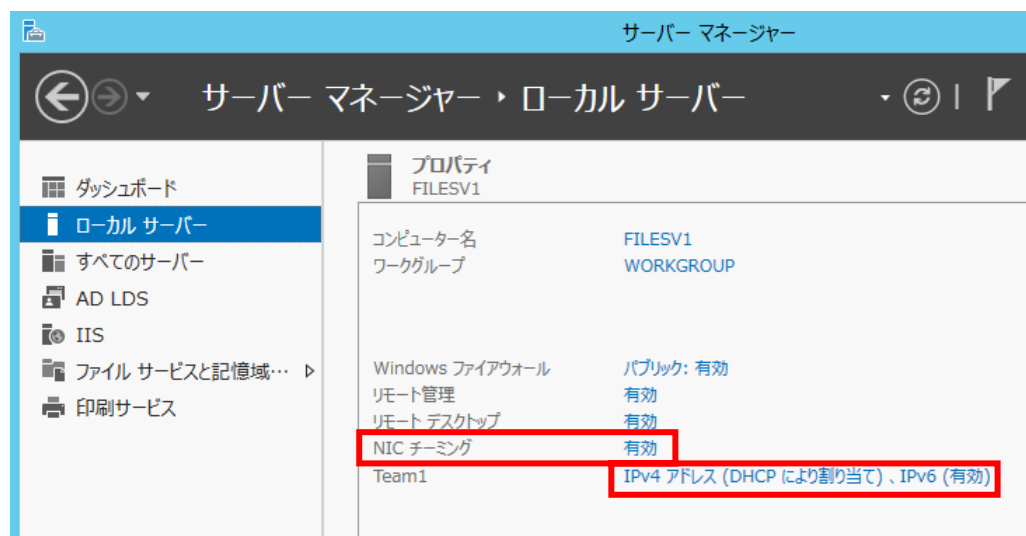 サーバー マネージャー
サーバー マネージャー ・ ローカル サーバー
ダッシュボード
ローカル サーバー
すべてのサーバー
AD LDS
IIS
ファイル サービスと記憶域…
印刷サービス
プロパティ
FILESV1
コンピューター名 FILESV1
ワークグループ WORKGROUP
Windows ファイアウォール パブリック: 有効
リモート管理 有効
リモート デスクトップ 有効
NIC チーミング 有効
Team1 IPv4 アドレス (DHCP により割り当て) 、IPv6 (有効)